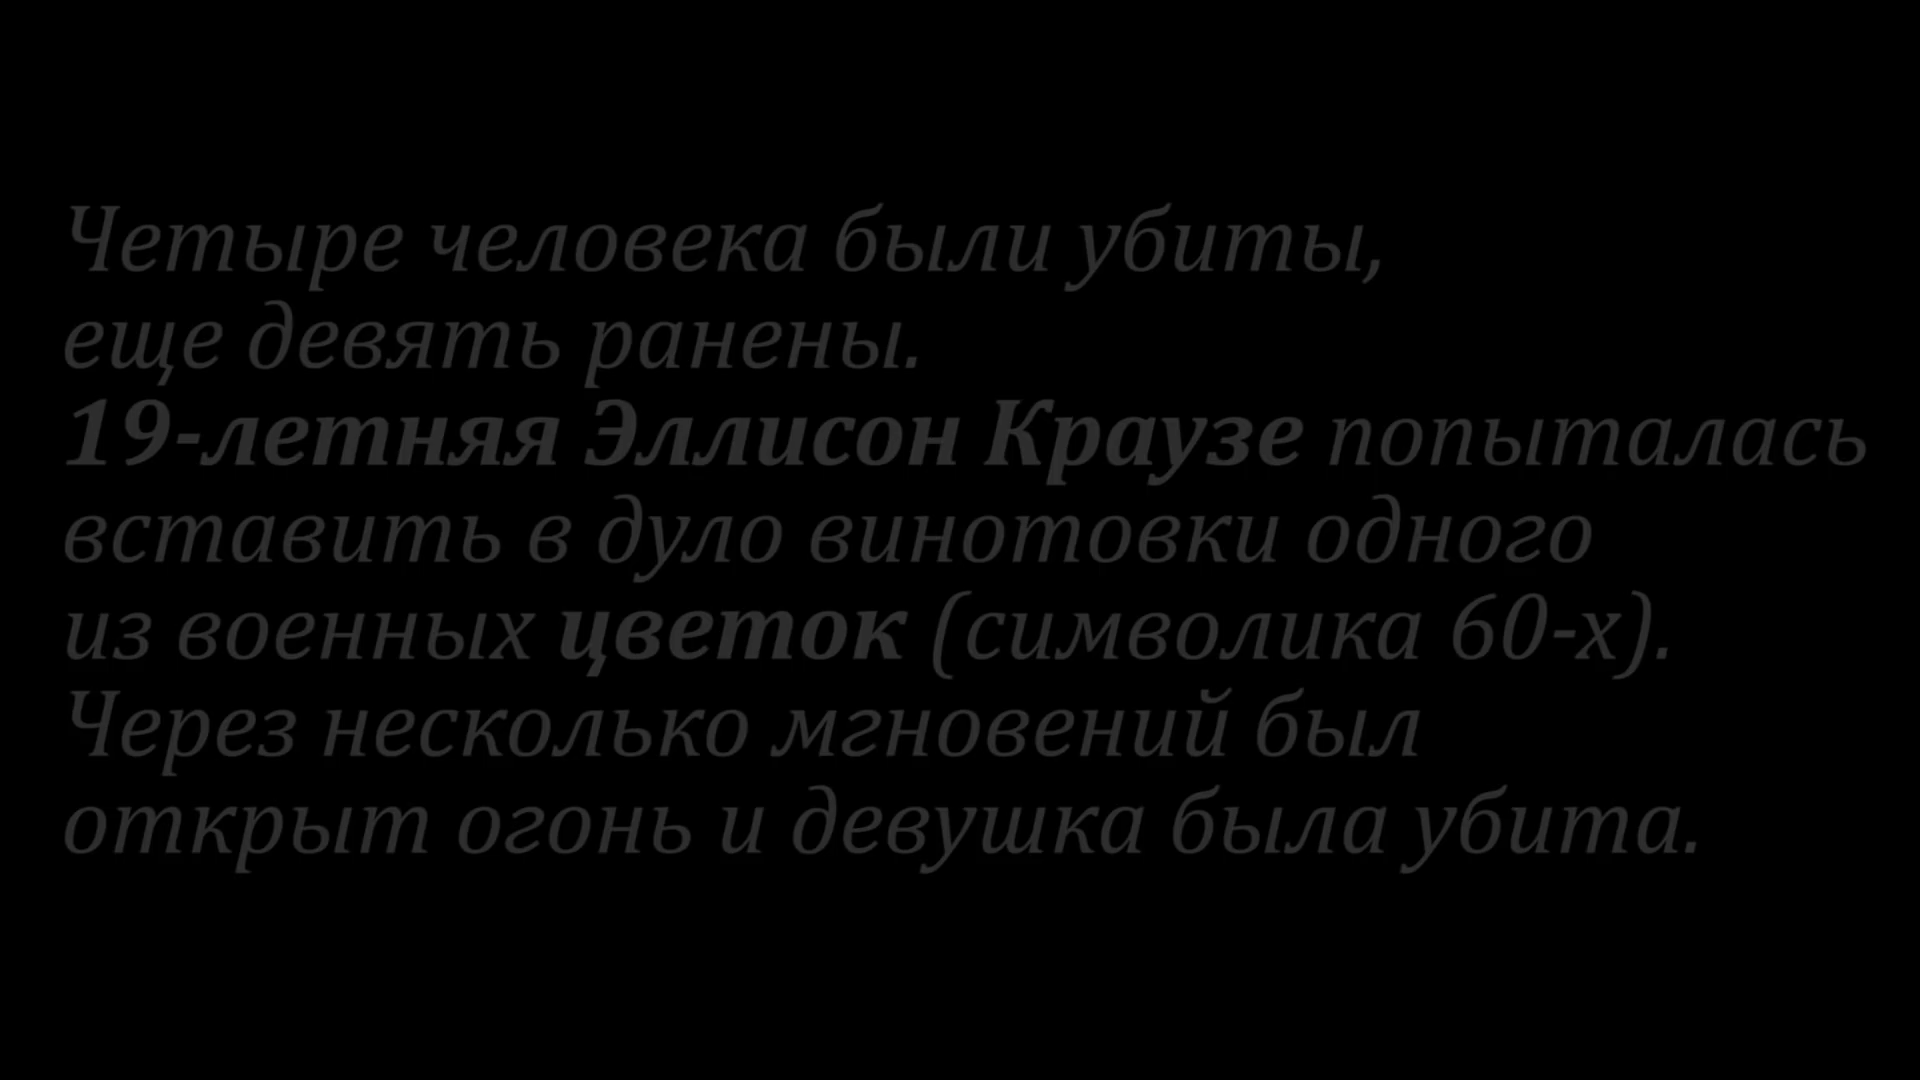 Четыре человека были убиты,
еще девять ранены.
19-летняя Эллисон Краузе попыталась
вставить в дуло винотовки одного
из военных цветок (символика 60-х).
Через несколько мгновений был
открыт огонь и девушка была убита.